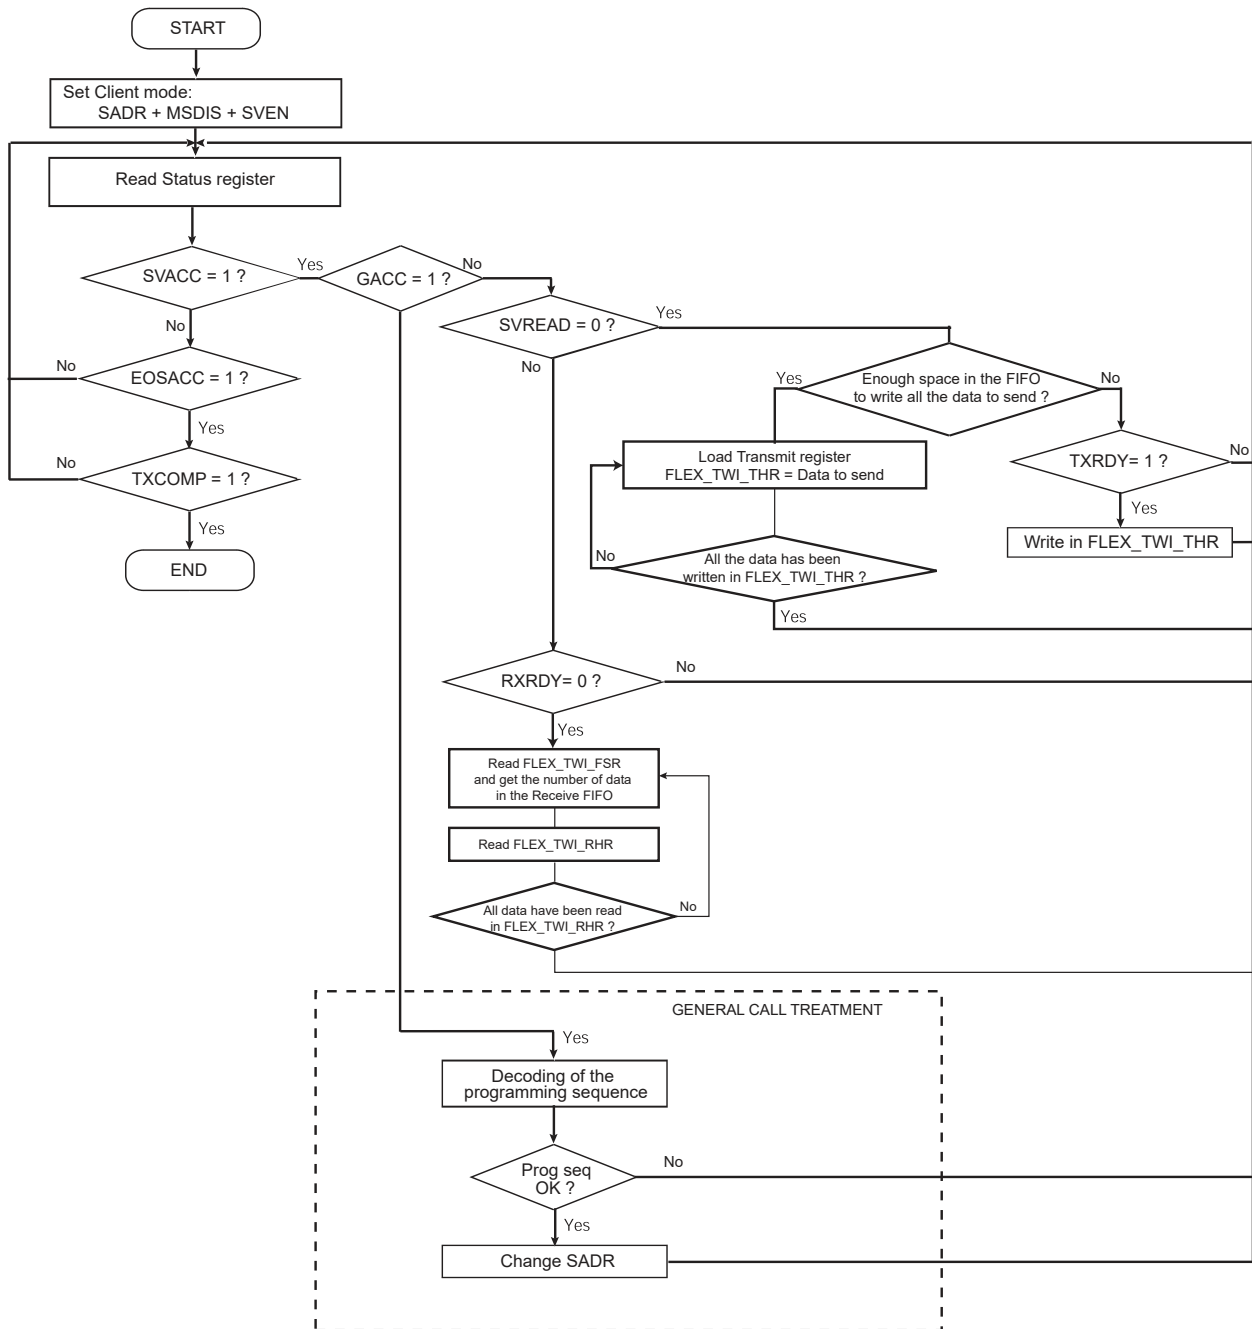 START
Set Client mode:
SADR + MSDIS + SVEN
Read Status register
SVACC = 1 ?
Yes
GACC = 1 ?
No
SVREAD = 0 ?
Yes
No
No
EOSACC = 1 ?
No
Yes
Enough space in the FIFO
to write all the data to send ?
Yes
No
TXCOMP = 1 ?
No
Yes
Load Transmit register
FLEX_TWI_THR = Data to send
TXRDY= 1 ?
No
Yes
Write in FLEX_TWI_THR
END
All the data has been
written in FLEX_TWI_THR ?
No
Yes
RXRDY= 0 ?
No
Yes
Read FLEX_TWI_FSR
and get the number of data
in the Receive FIFO
Read FLEX_TWI_RHR
All data have been read
in FLEX_TWI_RHR ?
No
GENERAL CALL TREATMENT
Yes
Decoding of the
programming sequence
Prog seq
OK ?
No
Yes
Change SADR